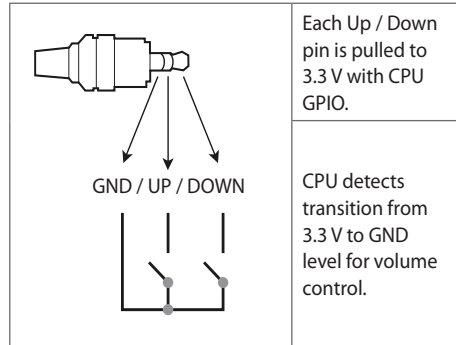 Each Up / Down
pin is pulled to
3.3 V with CPU
GPIO.
GND / UP / DOWN
CPU detects
transition from
3.3 V to GND
level for volume
control.